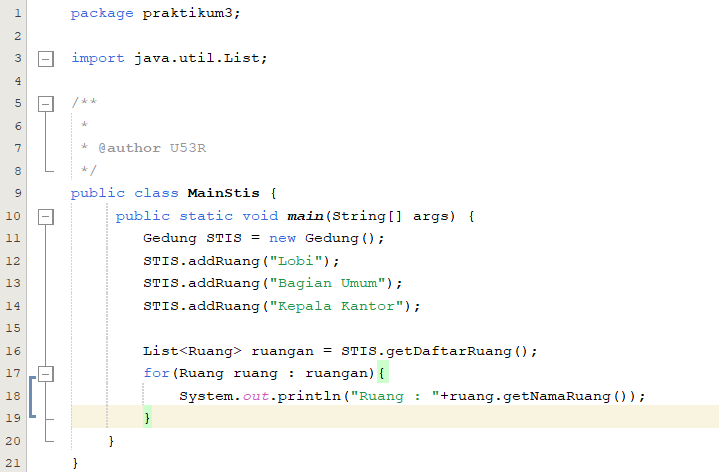 1 package praktikum3;
2
3 import java.util.List;
4
5 /**
6 *
7 * @author U53R
8 */
9 public class MainStis {
10 public static void main(String[] args) {
11 Gedung STIS = new Gedung();
12 STIS.addRuang("Lobi");
13 STIS.addRuang("Bagian Umum");
14 STIS.addRuang("Kepala Kantor");
15
16 List<Ruang> ruangan = STIS.getDaftarRuang();
17 for(Ruang ruang : ruangan){
18 System.out.println("Ruang : "+ruang.getNamaRuang());
19 }
20 }
21 }